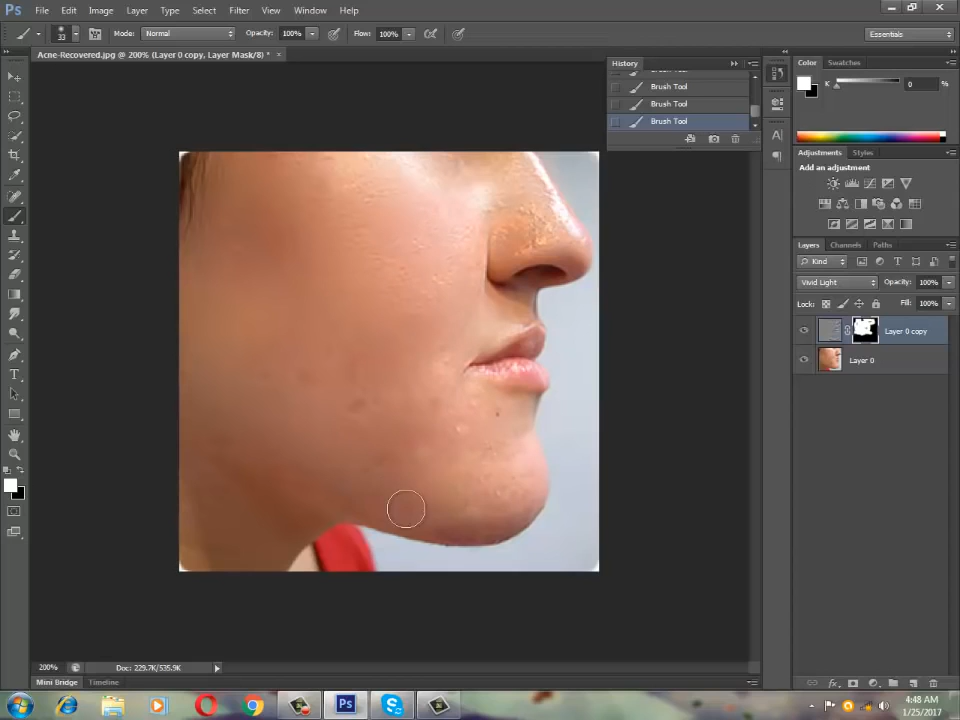 Ps File Edit Image Layer Type Select Filter View Window Help
33 Mode: Normal Opacity: 100% Flow: 100% Essentials
Acne-Recovered.jpg @ 200% (Layer 0 copy, Layer Mask/8) * ×
History
Brush Tool
Brush Tool
Brush Tool
Brush Tool
Color Swatches
K 0 %
Adjustments Styles
Add an adjustment
Layers Channels Paths
Kind
Vivid Light Opacity: 100%
Lock: Fill: 100%
Layer 0 copy
Layer 0
200% Doc: 229.7K/535.9K
Mini Bridge Timeline
4:48 AM
1/25/2017